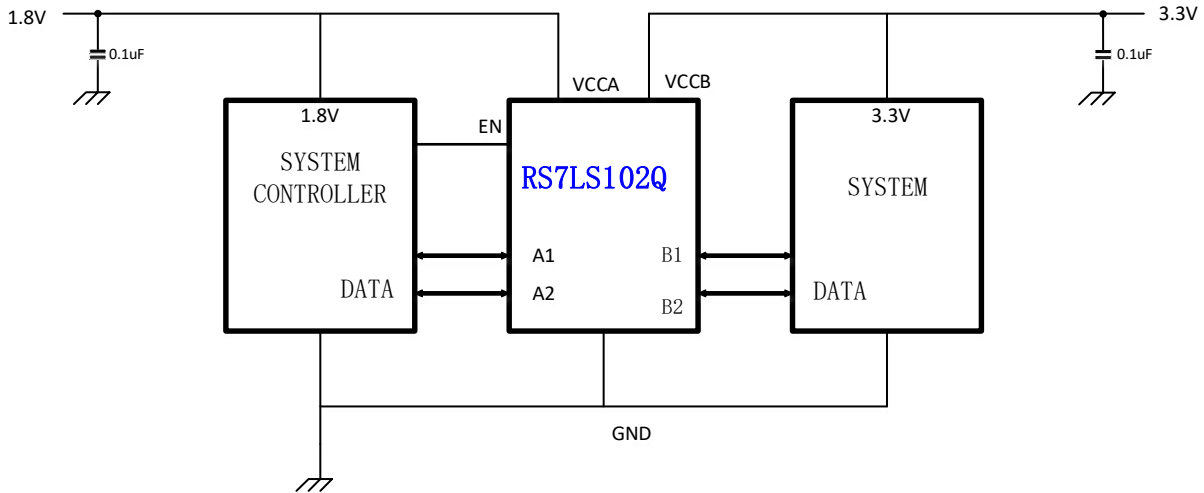 1.8V
3.3V
0.1uF
0.1uF
VCCA
VCCB
1.8V
EN
3.3V
SYSTEM
CONTROLLER
RS7LS102Q
SYSTEM
A1
B1
DATA
A2
B2
DATA
GND